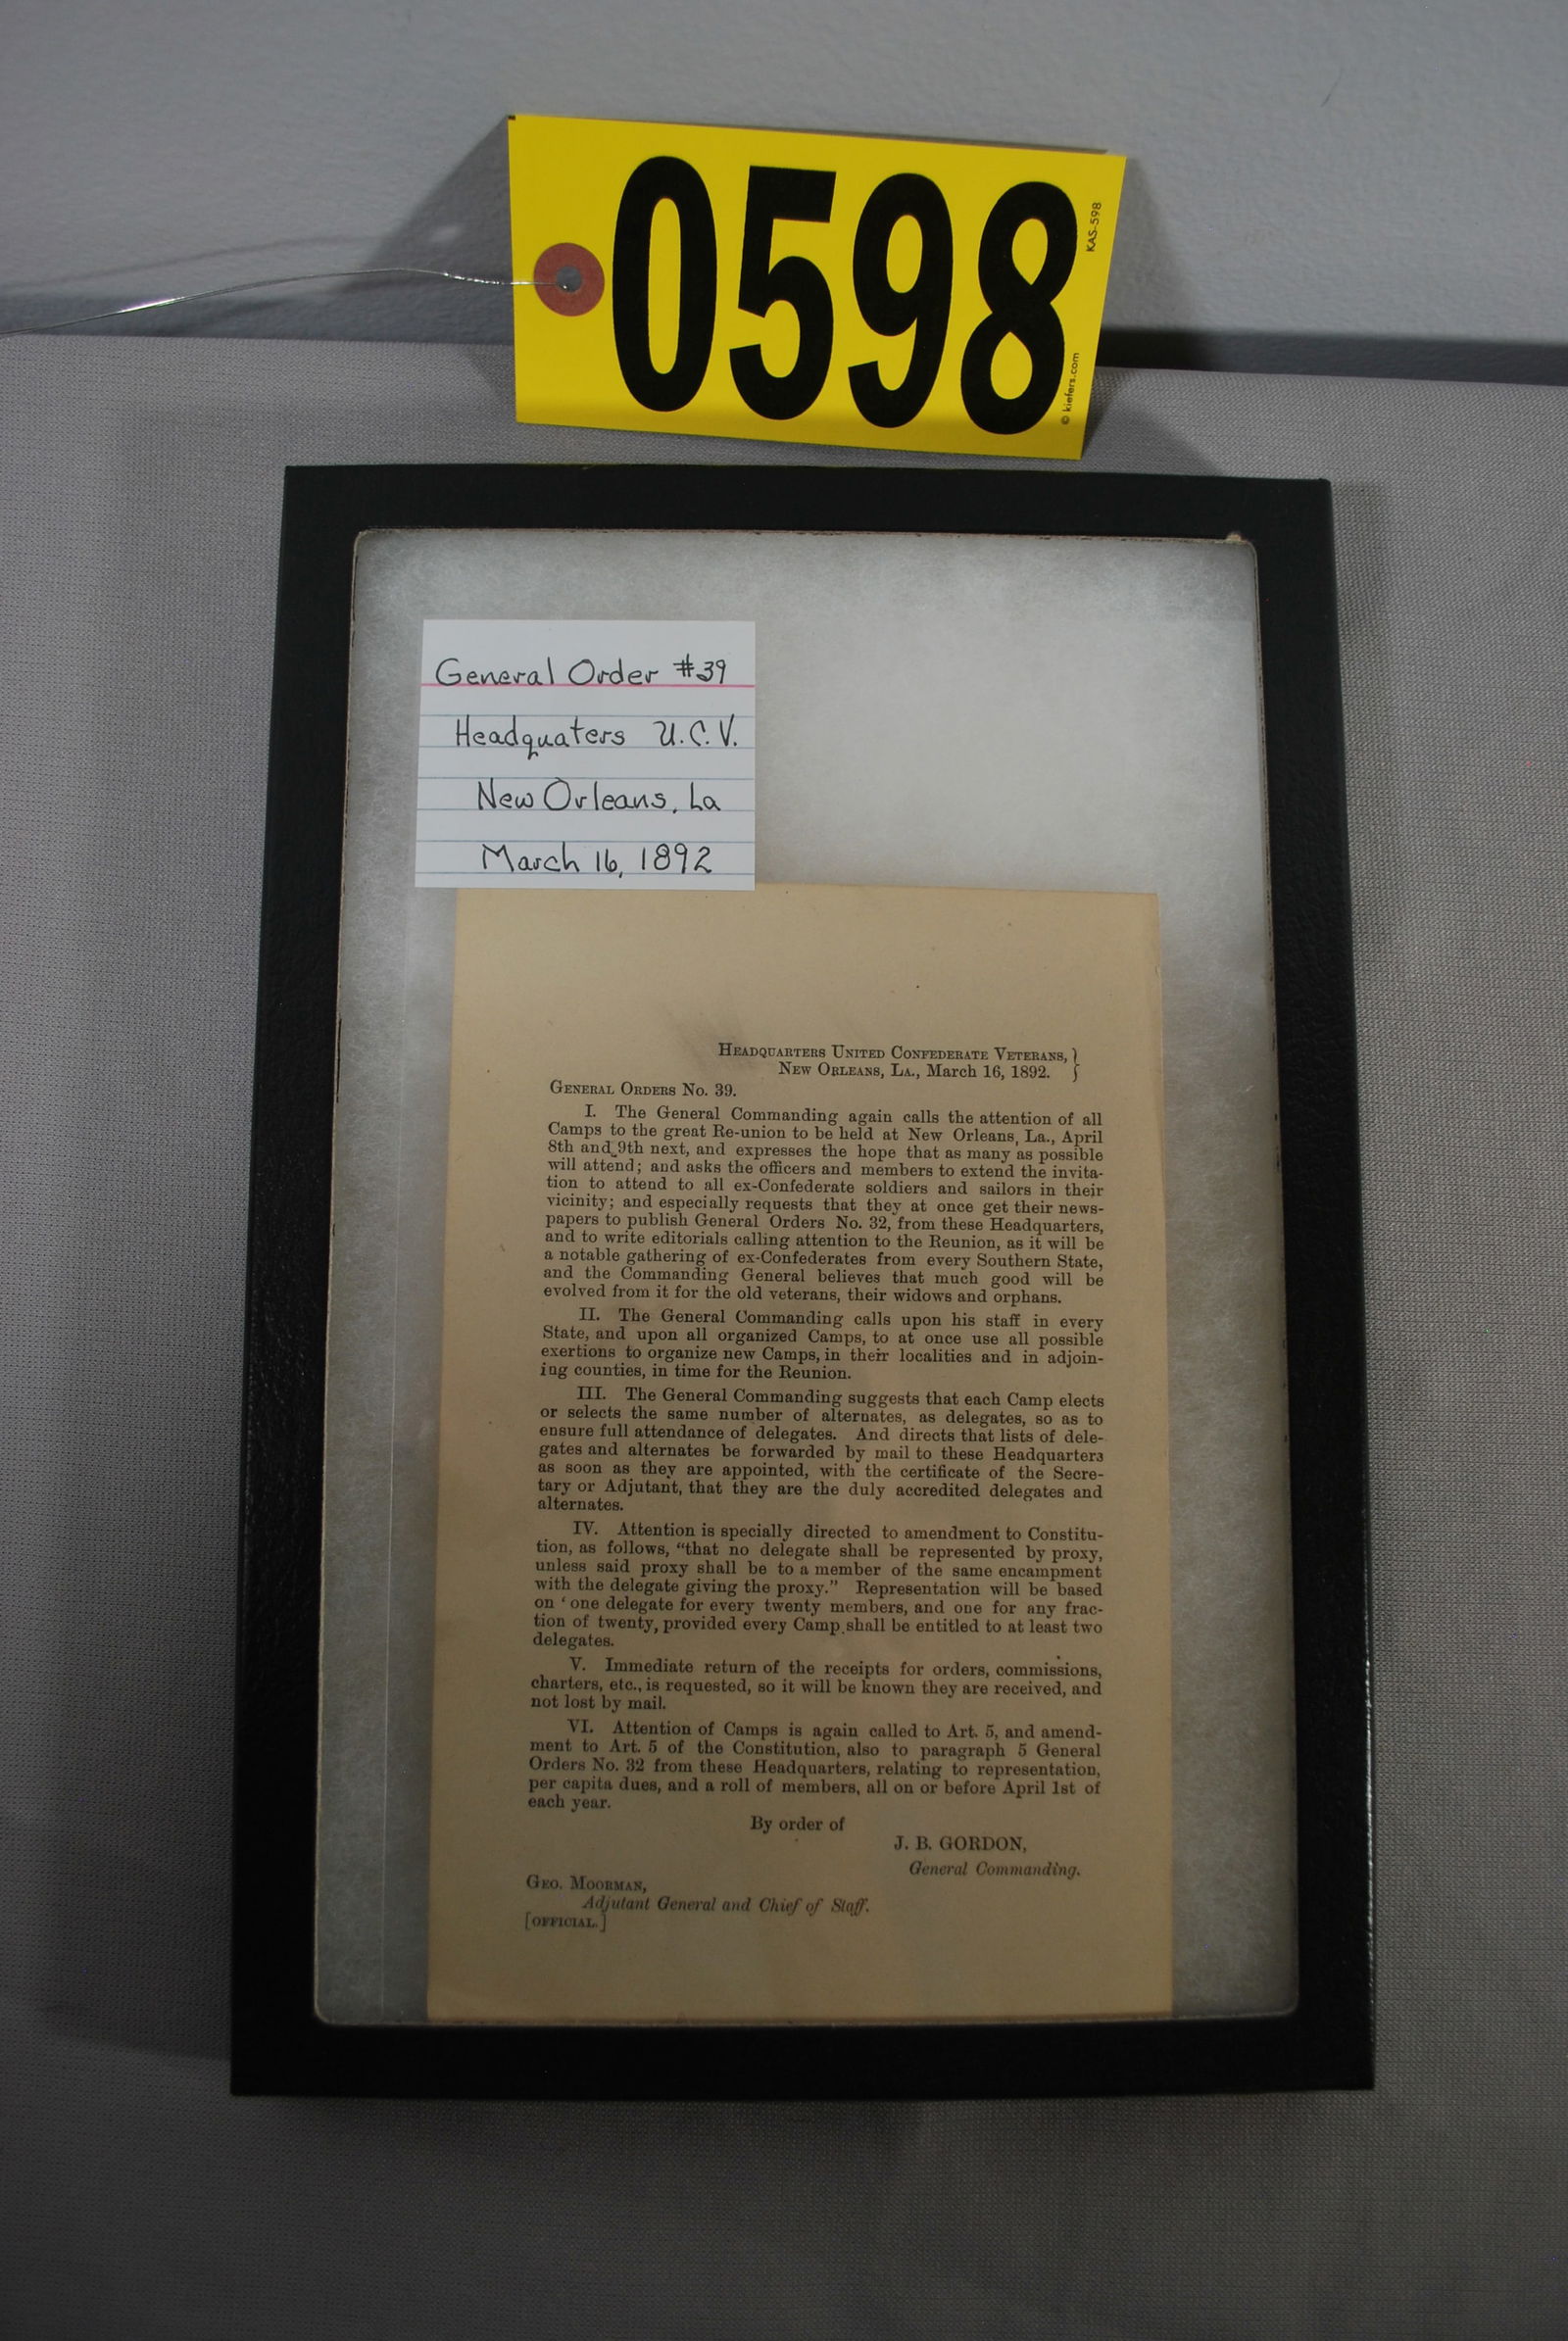 0598
KAS-598
© kiefers.com
General Order #39
Headquaters U.C.V.
New Orleans, La
March 16, 1892
HEADQUARTERS UNITED CONFEDERATE VETERANS, }
NEW ORLEANS, LA., March 16, 1892. }
GENERAL ORDERS NO. 39.
I. The General Commanding again calls the attention of all
Camps to the great Re-union to be held at New Orleans, La., April
8th and 9th next, and expresses the hope that as many as possible
will attend; and asks the officers and members to extend the invita-
tion to attend to all ex-Confederate soldiers and sailors in their
vicinity; and especially requests that they at once get their news-
papers to publish General Orders No. 32, from these Headquarters,
and to write editorials calling attention to the Reunion, as it will be
a notable gathering of ex-Confederates from every Southern State,
and the Commanding General believes that much good will be
evolved from it for the old veterans, their widows and orphans.
II. The General Commanding calls upon his staff in every
State, and upon all organized Camps, to at once use all possible
exertions to organize new Camps, in their localities and in adjoin-
ing counties, in time for the Reunion.
III. The General Commanding suggests that each Camp elects
or selects the same number of alternates, as delegates, so as to
ensure full attendance of delegates. And directs that lists of dele-
gates and alternates be forwarded by mail to these Headquarters
as soon as they are appointed, with the certificate of the Secre-
tary or Adjutant, that they are the duly accredited delegates and
alternates.
IV. Attention is specially directed to amendment to Constitu-
tion, as follows, “that no delegate shall be represented by proxy,
unless said proxy shall be to a member of the same encampment
with the delegate giving the proxy.” Representation will be based
on ‘ one delegate for every twenty members, and one for any frac-
tion of twenty, provided every Camp shall be entitled to at least two
delegates.
V. Immediate return of the receipts for orders, commissions,
charters, etc., is requested, so it will be known they are received, and
not lost by mail.
VI. Attention of Camps is again called to Art. 5, and amend-
ment to Art. 5 of the Constitution, also to paragraph 5 General
Orders No. 32 from these Headquarters, relating to representation,
per capita dues, and a roll of members, all on or before April 1st of
each year.
By order of
J. B. GORDON,
General Commanding.
GEO. MOORMAN,
Adjutant General and Chief of Staff.
[OFFICIAL.]